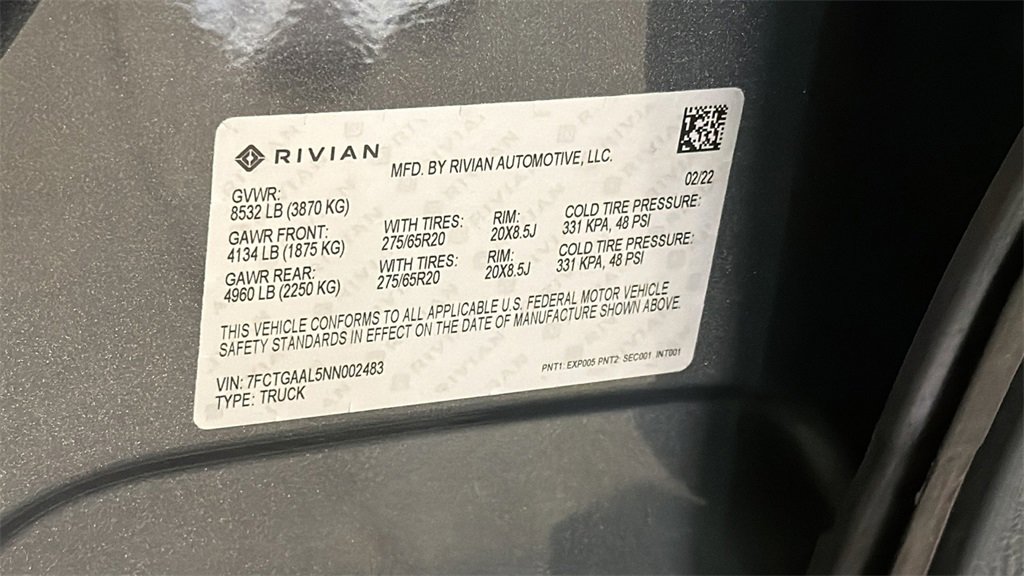 RIVIAN
MFD. BY RIVIAN AUTOMOTIVE, LLC.
02/22
GVWR:
8532 LB (3870 KG)
GAWR FRONT:
4134 LB (1875 KG)
WITH TIRES:
275/65R20
RIM:
20X8.5J
COLD TIRE PRESSURE:
331 KPA, 48 PSI
GAWR REAR:
4960 LB (2250 KG)
WITH TIRES:
275/65R20
RIM:
20X8.5J
COLD TIRE PRESSURE:
331 KPA, 48 PSI
THIS VEHICLE CONFORMS TO ALL APPLICABLE U.S. FEDERAL MOTOR VEHICLE
SAFETY STANDARDS IN EFFECT ON THE DATE OF MANUFACTURE SHOWN ABOVE.
VIN: 7FCTGAAL5NN002483
TYPE: TRUCK
PNT1: EXP005 PNT2: SEC001 INT001